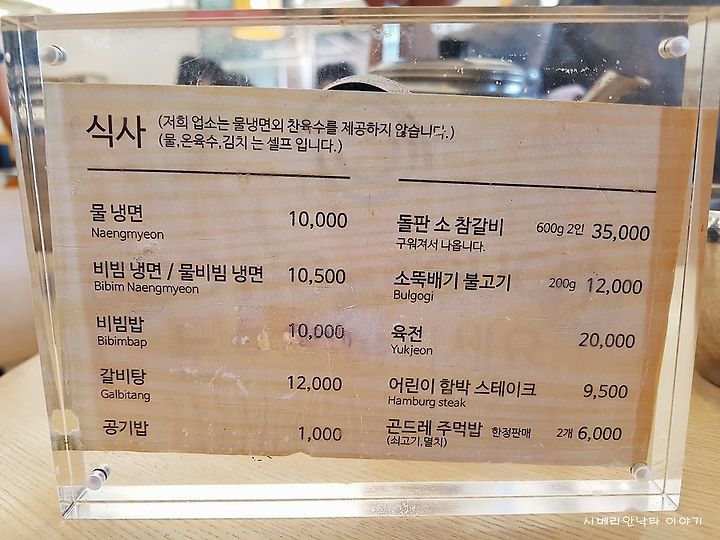 식사 (저희 업소는 물냉면외 찬육수를 제공하지 않습니다.)
(물,온육수,김치 는 셀프 입니다.)
물 냉면 10,000
Naengmyeon
비빔 냉면 / 물비빔 냉면 10,500
Bibim Naengmyeon
비빔밥 10,000
Bibimbap
갈비탕 12,000
Galbitang
공기밥 1,000
돌판 소 참갈비 600g 2인 35,000
구워져서 나옵니다.
소뚝배기 불고기 200g 12,000
Bulgogi
육전 20,000
Yukjeon
어린이 함박 스테이크 9,500
Hamburg steak
곤드레 주먹밥 한정판매 2개 6,000
(쇠고기,멸치)
시베리안낙타 이야기